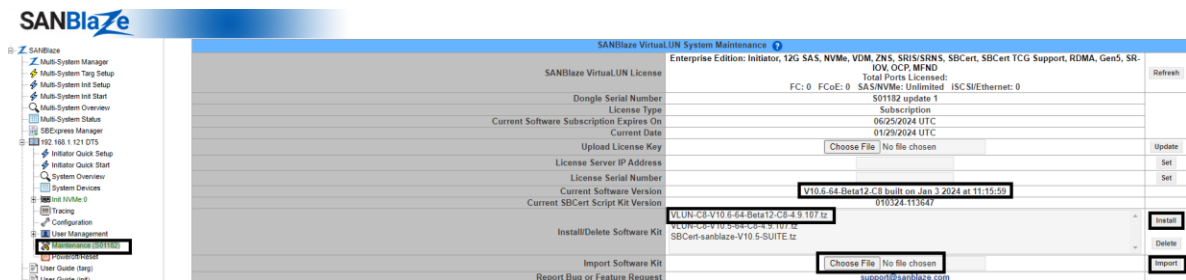 SANBlaze
SANBlaze
Multi-System Manager
Multi-System Targ Setup
Multi-System Init Setup
Multi-System Init Start
Multi-System Overview
Multi-System Status
SBExpress Manager
192.168.1.121 DT5
Initiator Quick Setup
Initiator Quick Start
System Overview
System Devices
Init NVMe:0
Tracing
Configuration
User Management
Maintenance (S01182)
Poweroff/Reset
User Guide (targ)
User Guide (init)
SANBlaze VirtualLUN System Maintenance ?
SANBlaze VirtuaLUN License
Enterprise Edition: Initiator, 12G SAS, NVMe, VDM, ZNS, SRIS/SRNS, SBCert, SBCert TCG Support, RDMA, Gen5, SR-
IOV, OCP, MFND
Total Ports Licensed:
FC: 0 FCoE: 0 SAS/NVMe: Unlimited iSCSI/Ethernet: 0
Refresh
Dongle Serial Number S01182 update 1
License Type Subscription
Current Software Subscription Expires On 06/25/2024 UTC
Current Date 01/29/2024 UTC
Upload License Key Choose File No file chosen Update
License Server IP Address Set
License Serial Number Set
Current Software Version V10.6-64-Beta12-C8 built on Jan 3 2024 at 11:15:59
Current SBCert Script Kit Version 010324-113647
Install/Delete Software Kit
VLUN-C8-V10.6-64-Beta12-C8-4.9.107.tz
VLUN-C8-V10.5-64-C8-4.9.107.tz
SBCert-sanblaze-V10.5-SUITE.tz
Install
Delete
Import Software Kit Choose File No file chosen Import
Report Bug or Feature Request support@sanblaze.com